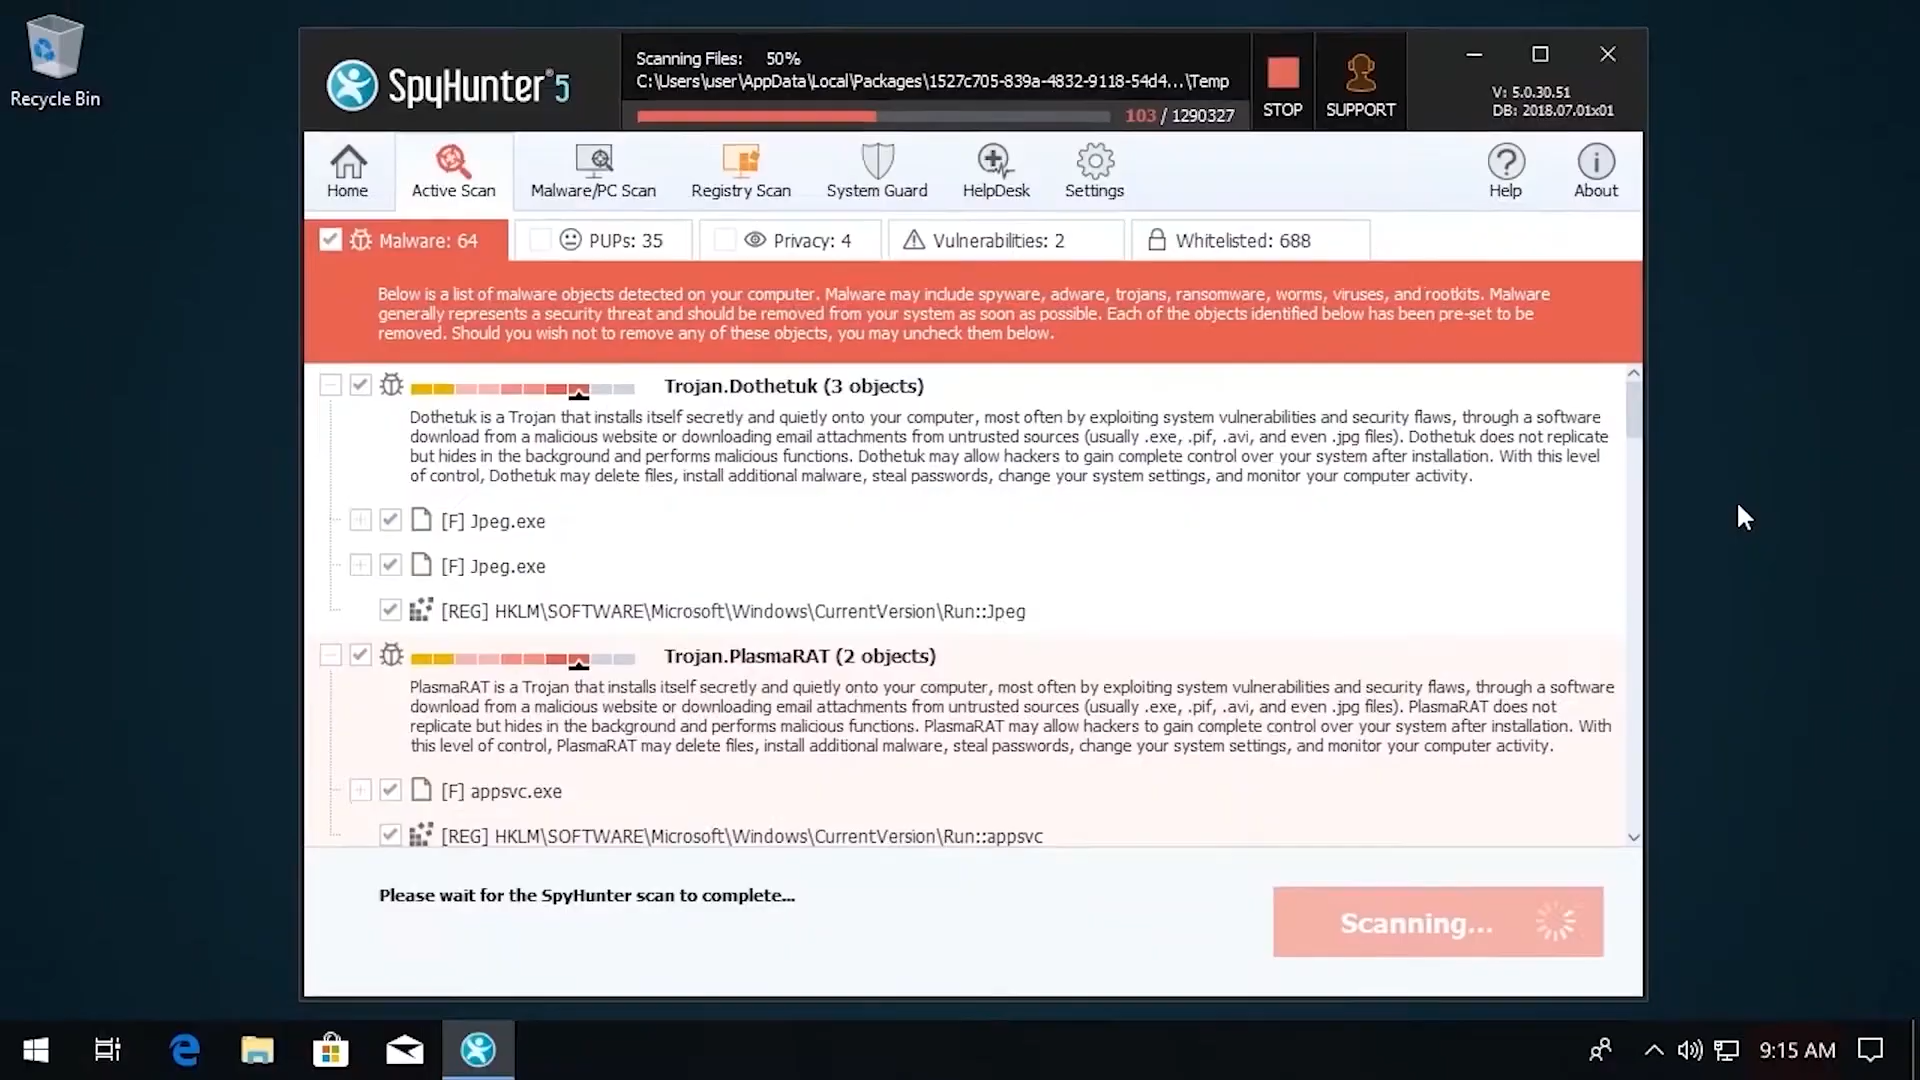 Recycle Bin
SpyHunter® 5
Scanning Files: 50%
C:\Users\user\AppData\Local\Packages\1527c705-839a-4832-9118-54d4...\Temp
103 / 1290327
STOP
SUPPORT
V: 5.0.30.51
DB: 2018.07.01x01
Home
Active Scan
Malware/PC Scan
Registry Scan
System Guard
HelpDesk
Settings
Help
About
Malware: 64
PUPs: 35
Privacy: 4
Vulnerabilities: 2
Whitelisted: 688
Below is a list of malware objects detected on your computer. Malware may include spyware, adware, trojans, ransomware, worms, viruses, and rootkits. Malware
generally represents a security threat and should be removed from your system as soon as possible. Each of the objects identified below has been pre-set to be
removed. Should you wish not to remove any of these objects, you may uncheck them below.
Trojan.Dothetuk (3 objects)
Dothetuk is a Trojan that installs itself secretly and quietly onto your computer, most often by exploiting system vulnerabilities and security flaws, through a software
download from a malicious website or downloading email attachments from untrusted sources (usually .exe, .pif, .avi, and even .jpg files). Dothetuk does not replicate
but hides in the background and performs malicious functions. Dothetuk may allow hackers to gain complete control over your system after installation. With this level
of control, Dothetuk may delete files, install additional malware, steal passwords, change your system settings, and monitor your computer activity.
[F] Jpeg.exe
[F] Jpeg.exe
[REG] HKLM\SOFTWARE\Microsoft\Windows\CurrentVersion\Run::Jpeg
Trojan.PlasmaRAT (2 objects)
PlasmaRAT is a Trojan that installs itself secretly and quietly onto your computer, most often by exploiting system vulnerabilities and security flaws, through a software
download from a malicious website or downloading email attachments from untrusted sources (usually .exe, .pif, .avi, and even .jpg files). PlasmaRAT does not
replicate but hides in the background and performs malicious functions. PlasmaRAT may allow hackers to gain complete control over your system after installation. With
this level of control, PlasmaRAT may delete files, install additional malware, steal passwords, change your system settings, and monitor your computer activity.
[F] appsvc.exe
[REG] HKLM\SOFTWARE\Microsoft\Windows\CurrentVersion\Run::appsvc
Please wait for the SpyHunter scan to complete...
Scanning...
9:15 AM